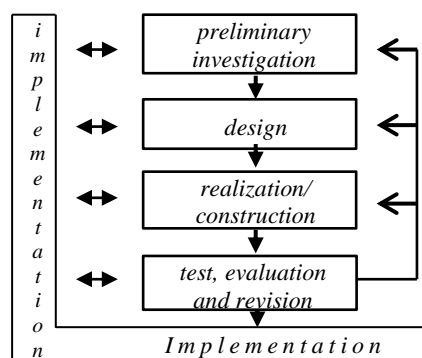 implementation
preliminary
investigation
design
realization/
construction
test, evaluation
and revision
Implementation